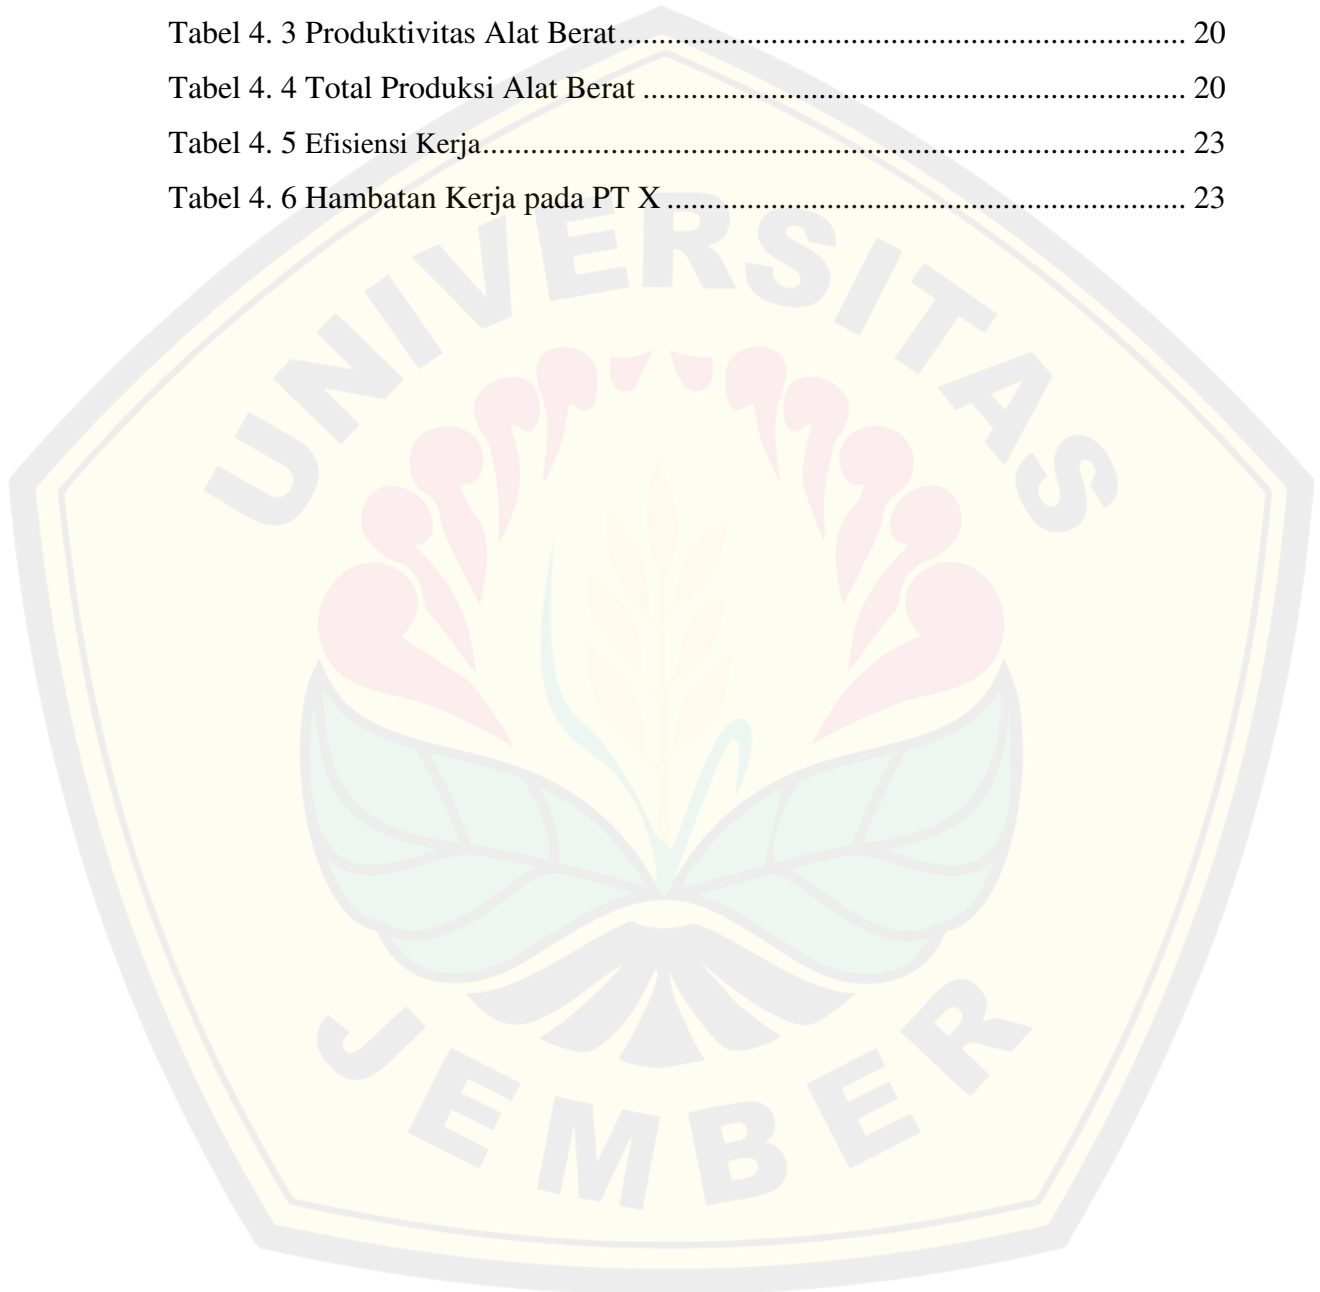 Tabel 4. 3 Produktivitas Alat Berat....................................................................... 20
Tabel 4. 4 Total Produksi Alat Berat .................................................................... 20
Tabel 4. 5 Efisiensi Kerja........................................................................................ 23
Tabel 4. 6 Hambatan Kerja pada PT X ................................................................. 23
UNIVERSITAS
JEMBER